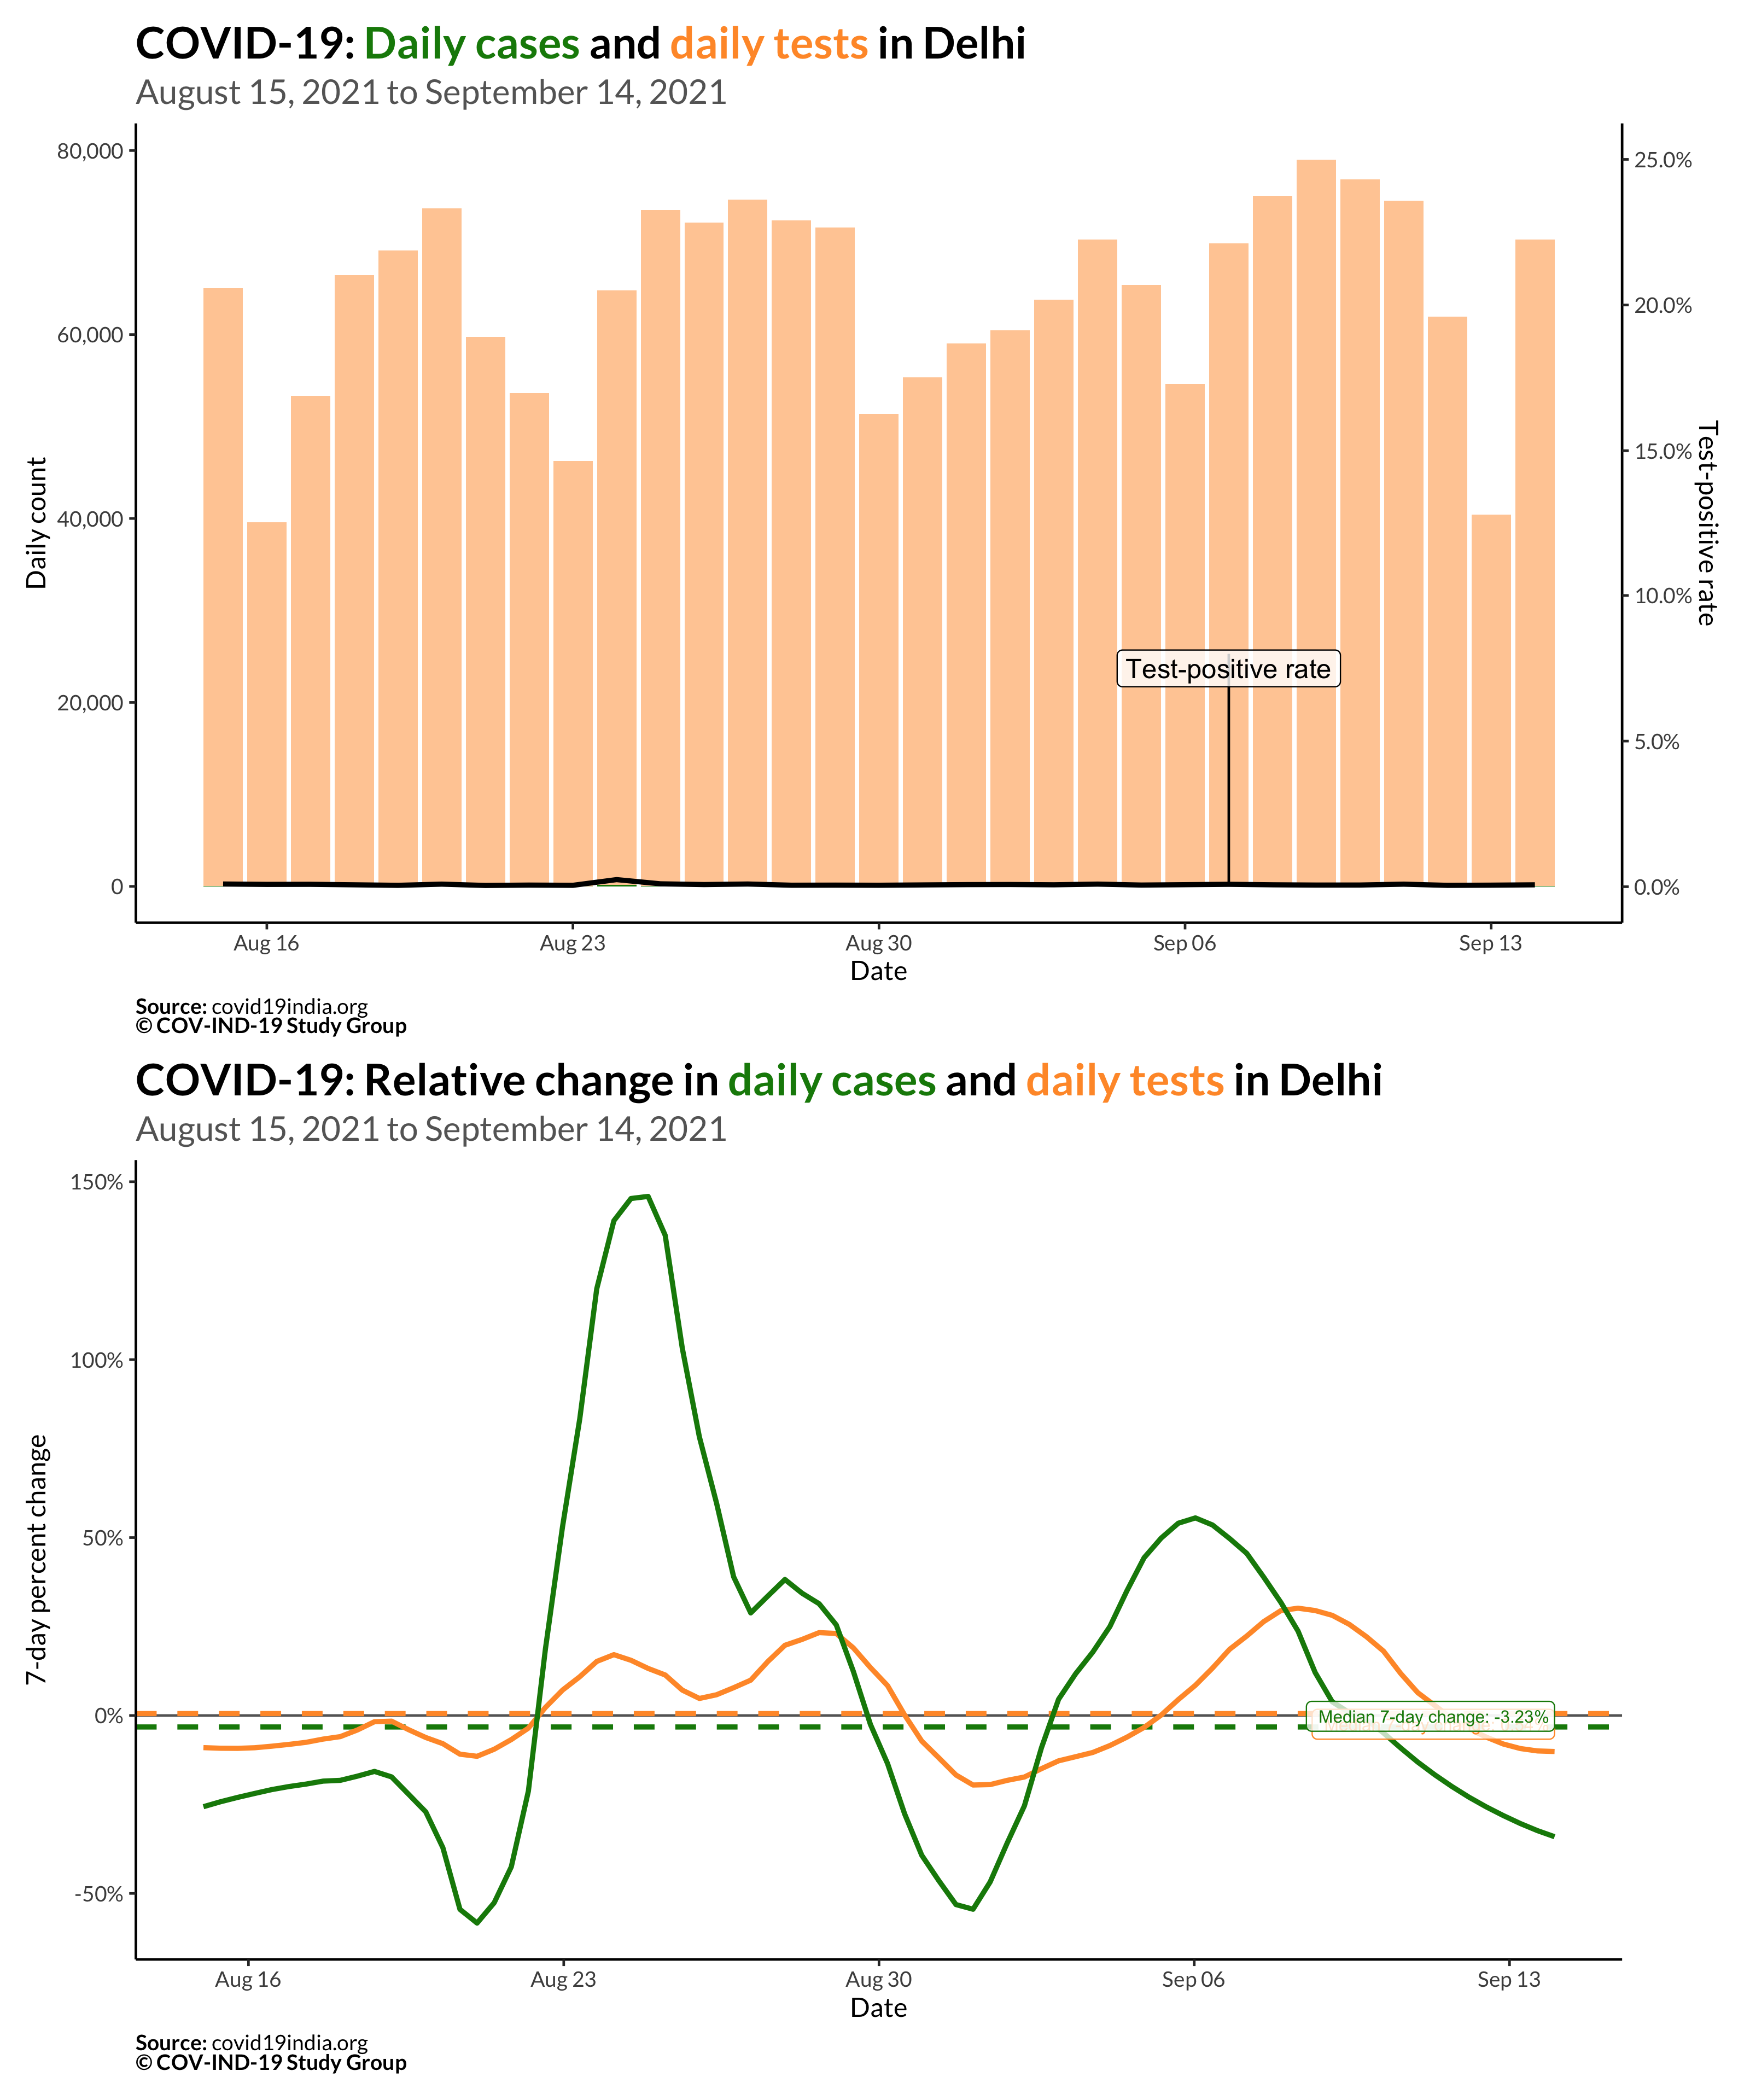 COVID-19: Daily cases and daily tests in Delhi
August 15, 2021 to September 14, 2021
80,000
60,000
40,000
20,000
0
Daily count
25.0%
20.0%
15.0%
10.0%
5.0%
0.0%
Test-positive rate
Test-positive rate
Aug 16
Aug 23
Aug 30
Sep 06
Sep 13
Date
Source: covid19india.org
© COV-IND-19 Study Group
COVID-19: Relative change in daily cases and daily tests in Delhi
August 15, 2021 to September 14, 2021
150%
100%
50%
0%
-50%
7-day percent change
Median 7-day change: -3.23%
Aug 16
Aug 23
Aug 30
Sep 06
Sep 13
Date
Source: covid19india.org
© COV-IND-19 Study Group